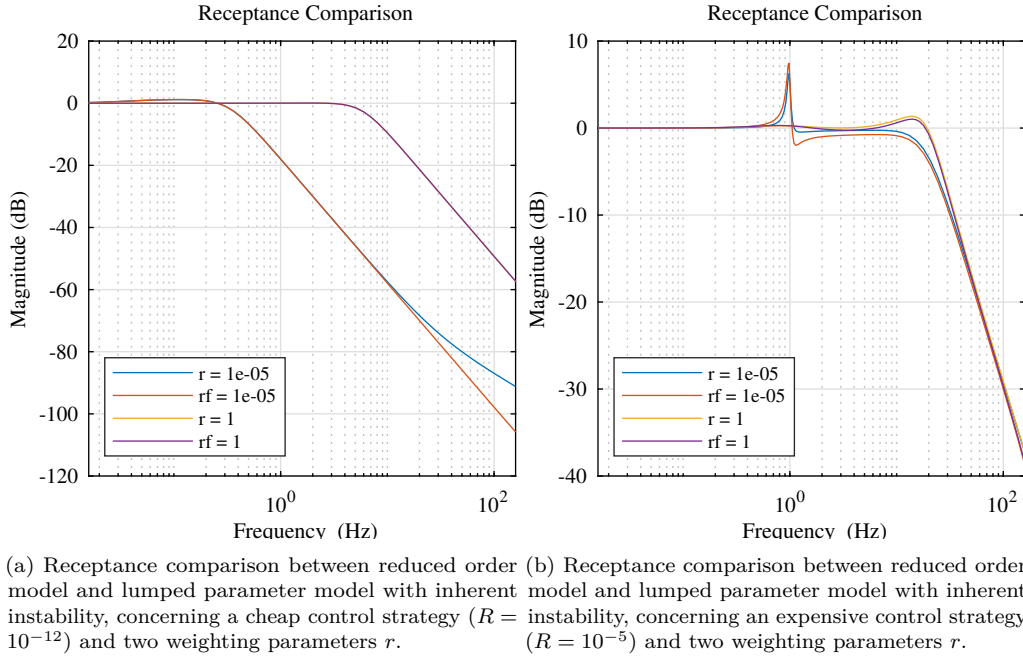 Receptance Comparison
20
0
-20
-40
-60
-80
-100
-120
Magnitude (dB)
r = 1e-05
rf = 1e-05
r = 1
rf = 1
10^0
10^2
Frequency (Hz)
Receptance Comparison
10
0
-10
-20
-30
-40
Magnitude (dB)
r = 1e-05
rf = 1e-05
r = 1
rf = 1
10^0
10^2
Frequency (Hz)
(a) Receptance comparison between reduced order
model and lumped parameter model with inherent
instability, concerning a cheap control strategy (R =
10^{-12}) and two weighting parameters r.
(b) Receptance comparison between reduced order
model and lumped parameter model with inherent
instability, concerning an expensive control strategy
(R = 10^{-5}) and two weighting parameters r.